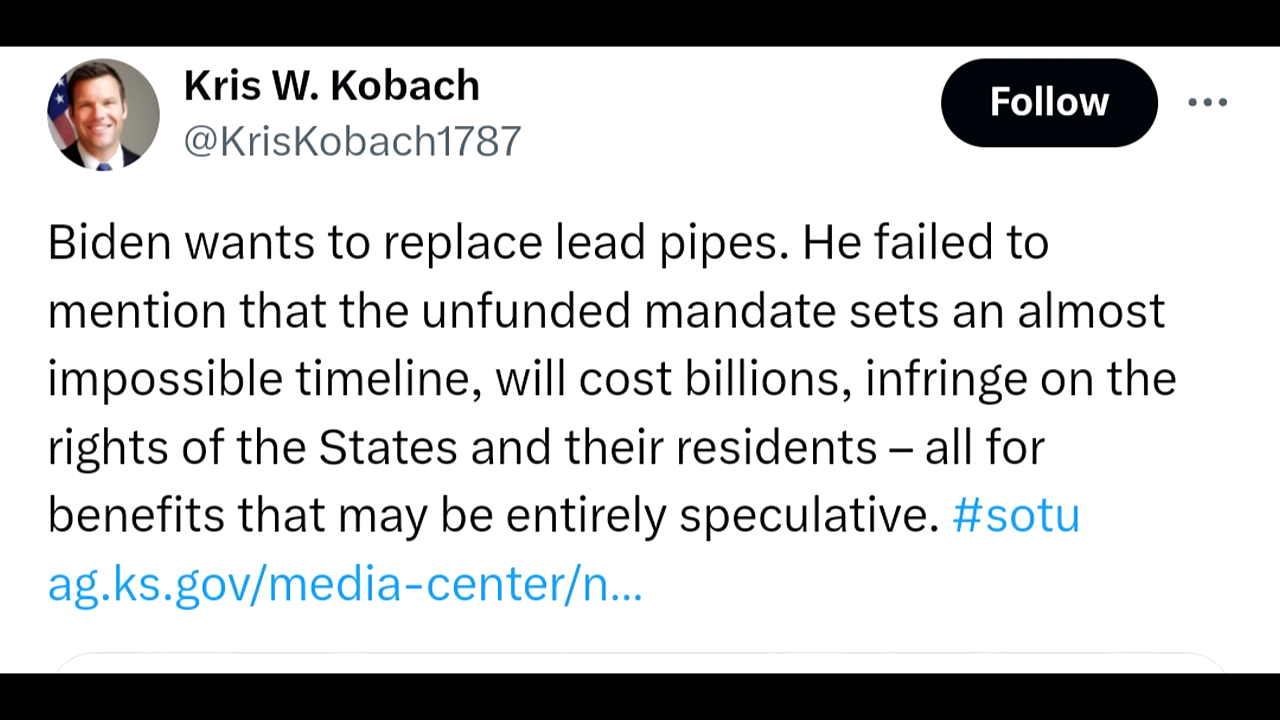 Kris W. Kobach
@KrisKobach1787
Follow
Biden wants to replace lead pipes. He failed to
mention that the unfunded mandate sets an almost
impossible timeline, will cost billions, infringe on the
rights of the States and their residents – all for
benefits that may be entirely speculative. #sotu
ag.ks.gov/media-center/n...